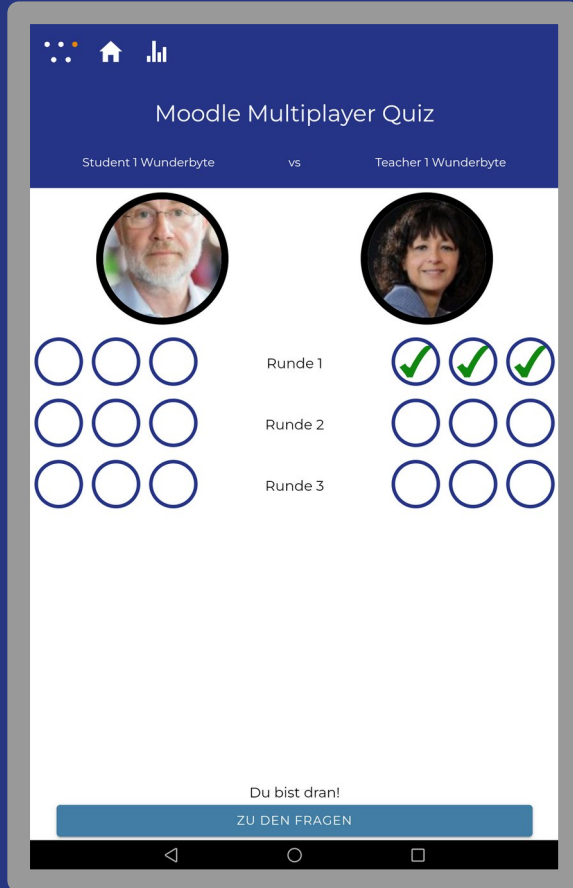 Moodle Multiplayer Quiz
Student 1 Wunderbyte vs Teacher 1 Wunderbyte
Runde 1
Runde 2
Runde 3
Du bist dran!
ZU DEN FRAGEN